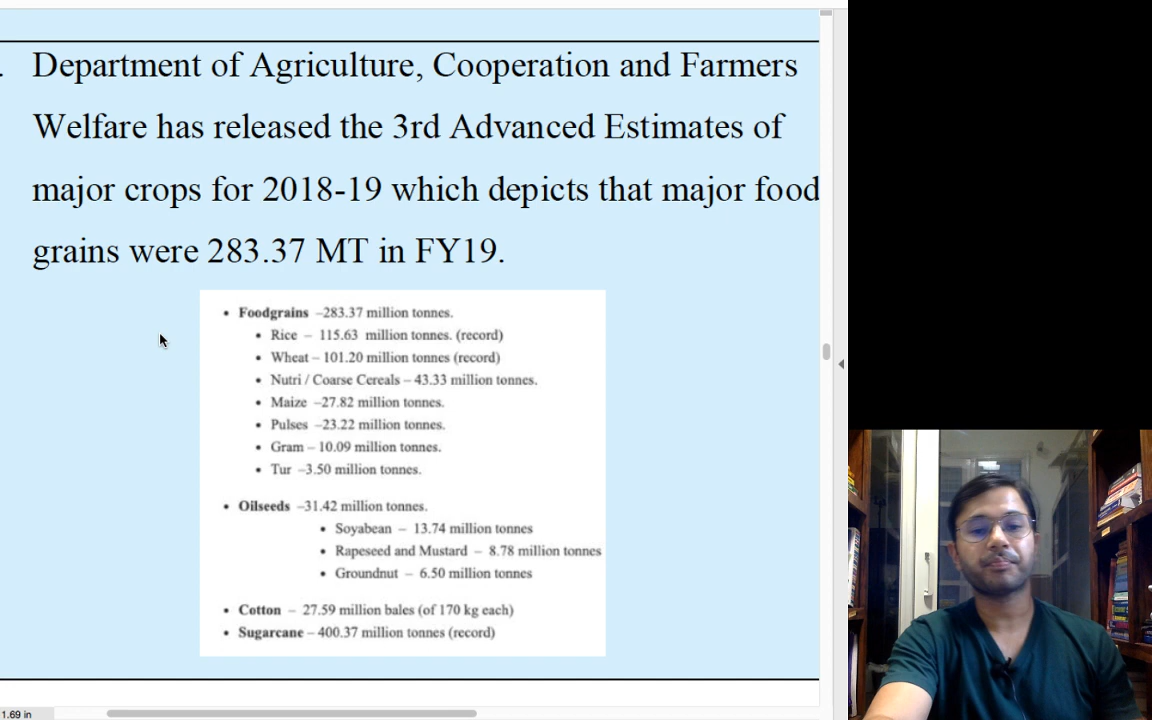 . Department of Agriculture, Cooperation and Farmers
Welfare has released the 3rd Advanced Estimates of
major crops for 2018-19 which depicts that major food
grains were 283.37 MT in FY19.
• Foodgrains –283.37 million tonnes.
• Rice – 115.63 million tonnes. (record)
• Wheat – 101.20 million tonnes (record)
• Nutri / Coarse Cereals – 43.33 million tonnes.
• Maize –27.82 million tonnes.
• Pulses –23.22 million tonnes.
• Gram – 10.09 million tonnes.
• Tur –3.50 million tonnes.
• Oilseeds –31.42 million tonnes.
• Soyabean – 13.74 million tonnes
• Rapeseed and Mustard – 8.78 million tonnes
• Groundnut – 6.50 million tonnes
• Cotton – 27.59 million bales (of 170 kg each)
• Sugarcane – 400.37 million tonnes (record)
1.69 in